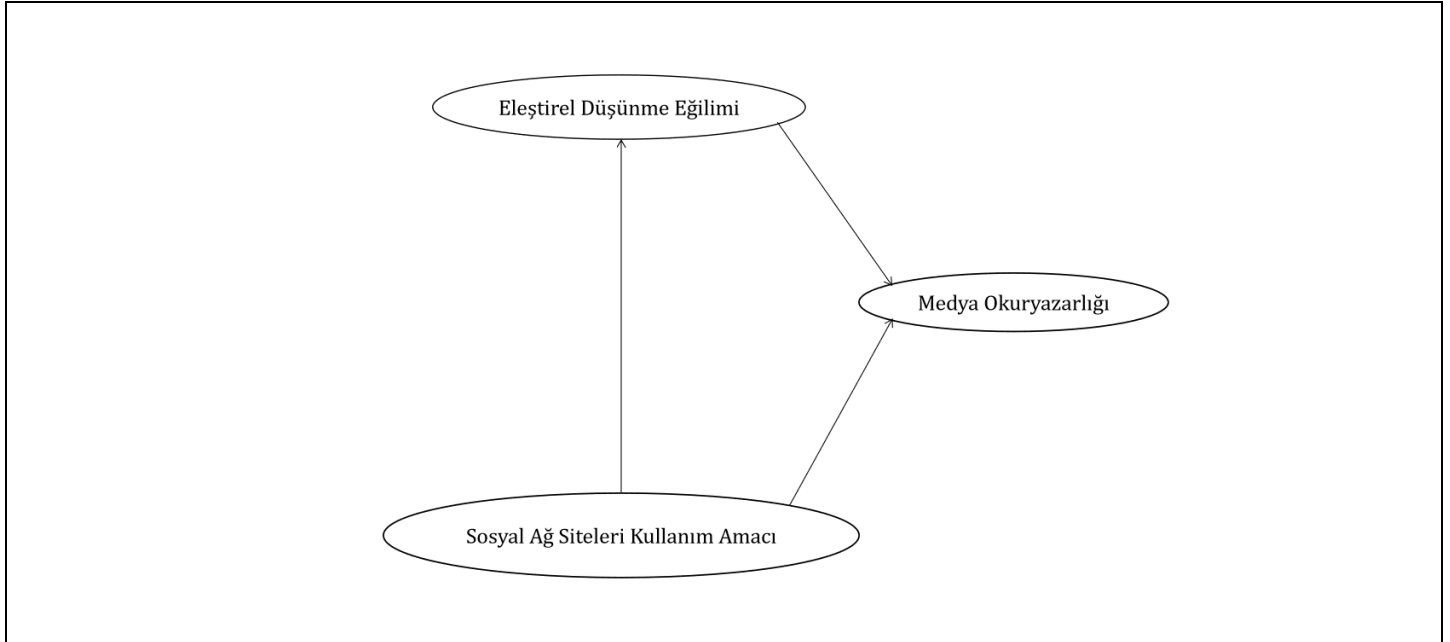 Eleştirel Düşünme Eğilimi
Medya Okuryazarlığı
Sosyal Ağ Siteleri Kullanım Amacı